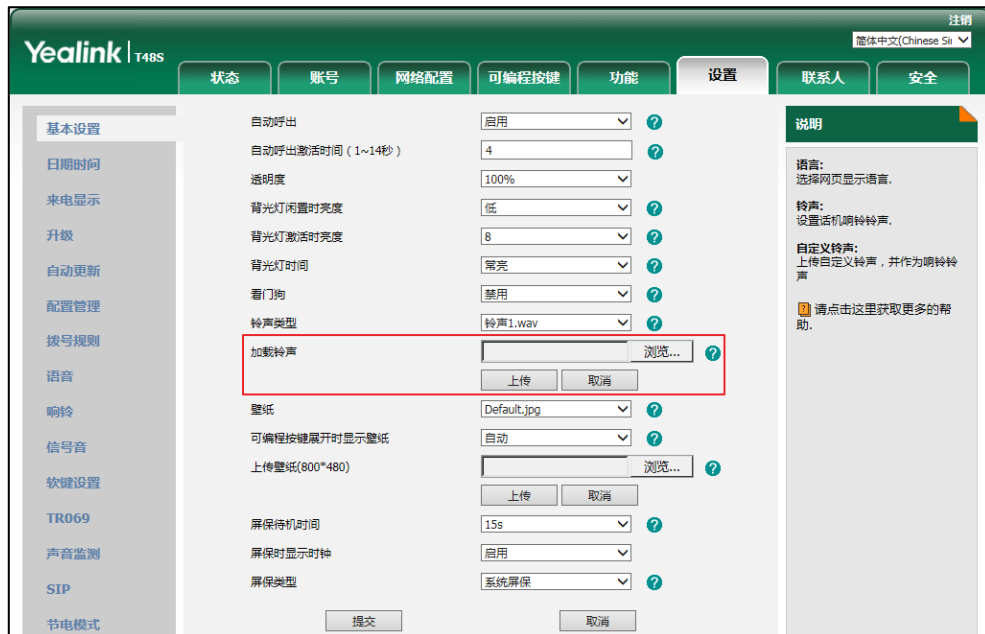 注销
简体中文(Chinese Sir
Yealink | T48S
状态 账号 网络配置 可编程按键 功能 设置 联系人 安全
基本设置
日期时间
来电显示
升级
自动更新
配置管理
拨号规则
语音
响铃
信号音
软键设置
TR069
声音监测
SIP
节电模式
自动呼出 启用
自动呼出激活时间（1~14秒） 4
透明度 100%
背光灯闲置时亮度 低
背光灯激活时亮度 8
背光灯时间 常亮
看门狗 禁用
铃声类型 铃声1.wav
加载铃声 浏览...
上传 取消
壁纸 Default.jpg
可编程按键展开时显示壁纸 自动
上传壁纸(800*480) 浏览...
上传 取消
屏保待机时间 15s
屏保时显示时钟 启用
屏保类型 系统屏保
提交 取消
说明
语言:
选择网页显示语言.
铃声:
设置话机响铃铃声.
自定义铃声:
上传自定义铃声，并作为响铃铃
声
请点击这里获取更多的帮
助.